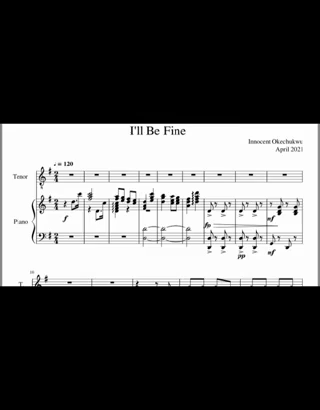 I'll Be Fine
Innocent Okechukwu
April 2021
♩ = 120
Tenor
Piano
f
fp
mf
pp
mf
T